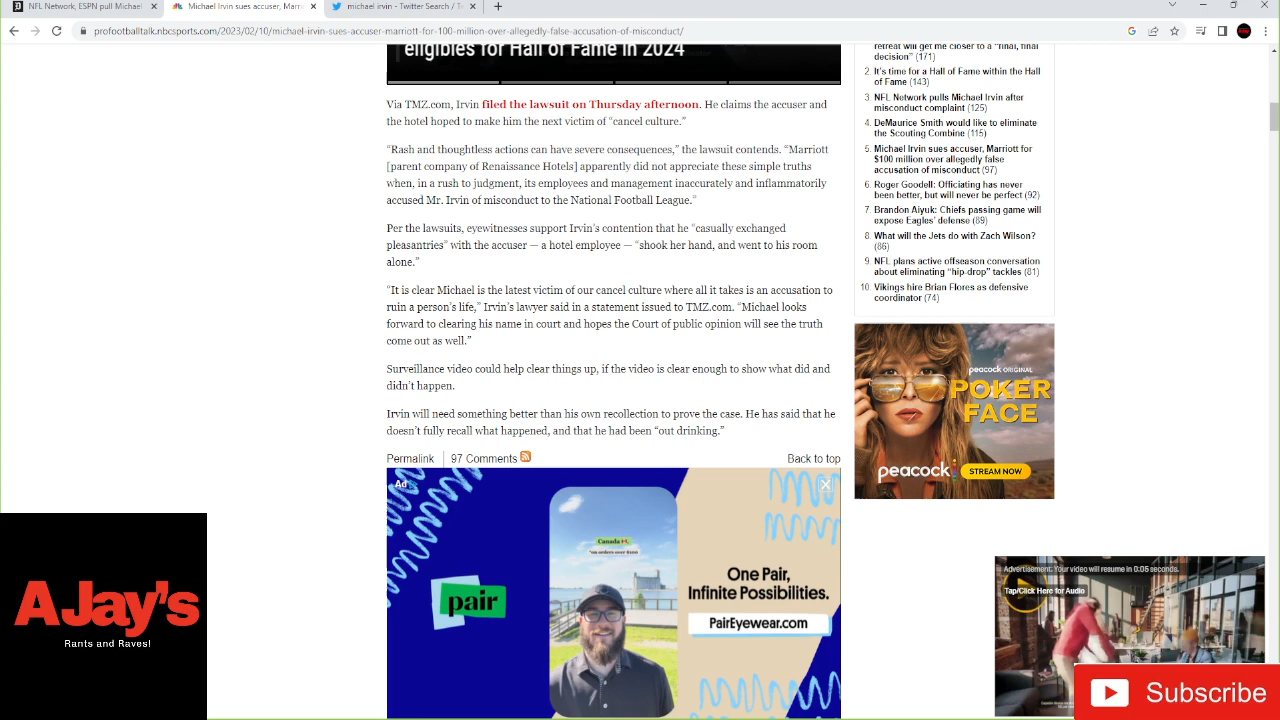 NFL Network, ESPN pull Michael
Michael Irvin sues accuser, Marri
michael irvin - Twitter Search / Tw
profootballtalk.nbcsports.com/2023/02/10/michael-irvin-sues-accuser-marriott-for-100-million-over-allegedly-false-accusation-of-misconduct/
eligibles for Hall of Fame in 2024
Via TMZ.com, Irvin filed the lawsuit on Thursday afternoon. He claims the accuser and
the hotel hoped to make him the next victim of “cancel culture.”
“Rash and thoughtless actions can have severe consequences,” the lawsuit contends. “Marriott
[parent company of Renaissance Hotels] apparently did not appreciate these simple truths
when, in a rush to judgment, its employees and management inaccurately and inflammatorily
accused Mr. Irvin of misconduct to the National Football League.”
Per the lawsuits, eyewitnesses support Irvin’s contention that he “casually exchanged
pleasantries” with the accuser — a hotel employee — “shook her hand, and went to his room
alone.”
“It is clear Michael is the latest victim of our cancel culture where all it takes is an accusation to
ruin a person’s life,” Irvin’s lawyer said in a statement issued to TMZ.com. “Michael looks
forward to clearing his name in court and hopes the Court of public opinion will see the truth
come out as well.”
Surveillance video could help clear things up, if the video is clear enough to show what did and
didn’t happen.
Irvin will need something better than his own recollection to prove the case. He has said that he
doesn’t fully recall what happened, and that he had been “out drinking.”
Permalink 97 Comments
Back to top
retreat will get me closer to a “final, final
decision” (171)
2. It’s time for a Hall of Fame within the Hall
of Fame (143)
3. NFL Network pulls Michael Irvin after
misconduct complaint (125)
4. DeMaurice Smith would like to eliminate
the Scouting Combine (115)
5. Michael Irvin sues accuser, Marriott for
$100 million over allegedly false
accusation of misconduct (97)
6. Roger Goodell: Officiating has never
been better, but will never be perfect (92)
7. Brandon Aiyuk: Chiefs passing game will
expose Eagles’ defense (89)
8. What will the Jets do with Zach Wilson?
(86)
9. NFL plans active offseason conversation
about eliminating “hip-drop” tackles (81)
10. Vikings hire Brian Flores as defensive
coordinator (74)
peacock ORIGINAL
POKER
FACE
peacock
STREAM NOW
Ad
Canada
*on orders over $100
pair
One Pair,
Infinite Possibilities.
PairEyewear.com
AJay's
Rants and Raves!
Advertisement: Your video will resume in 0:05 seconds.
Tap/Click Here for Audio
Subscribe